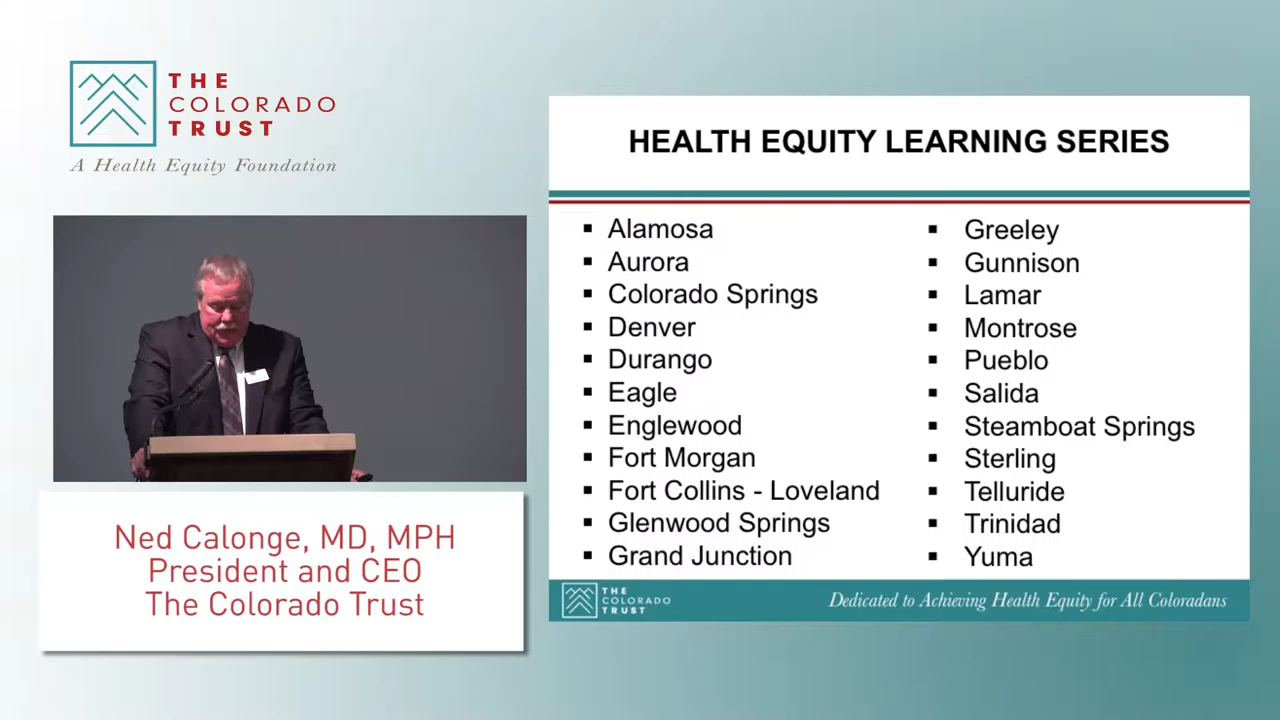 THE
COLORADO
TRUST
A Health Equity Foundation
Ned Calonge, MD, MPH
President and CEO
The Colorado Trust
HEALTH EQUITY LEARNING SERIES
▪ Alamosa
▪ Aurora
▪ Colorado Springs
▪ Denver
▪ Durango
▪ Eagle
▪ Englewood
▪ Fort Morgan
▪ Fort Collins - Loveland
▪ Glenwood Springs
▪ Grand Junction
▪ Greeley
▪ Gunnison
▪ Lamar
▪ Montrose
▪ Pueblo
▪ Salida
▪ Steamboat Springs
▪ Sterling
▪ Telluride
▪ Trinidad
▪ Yuma
THE
COLORADO
TRUST
Dedicated to Achieving Health Equity for All Coloradans